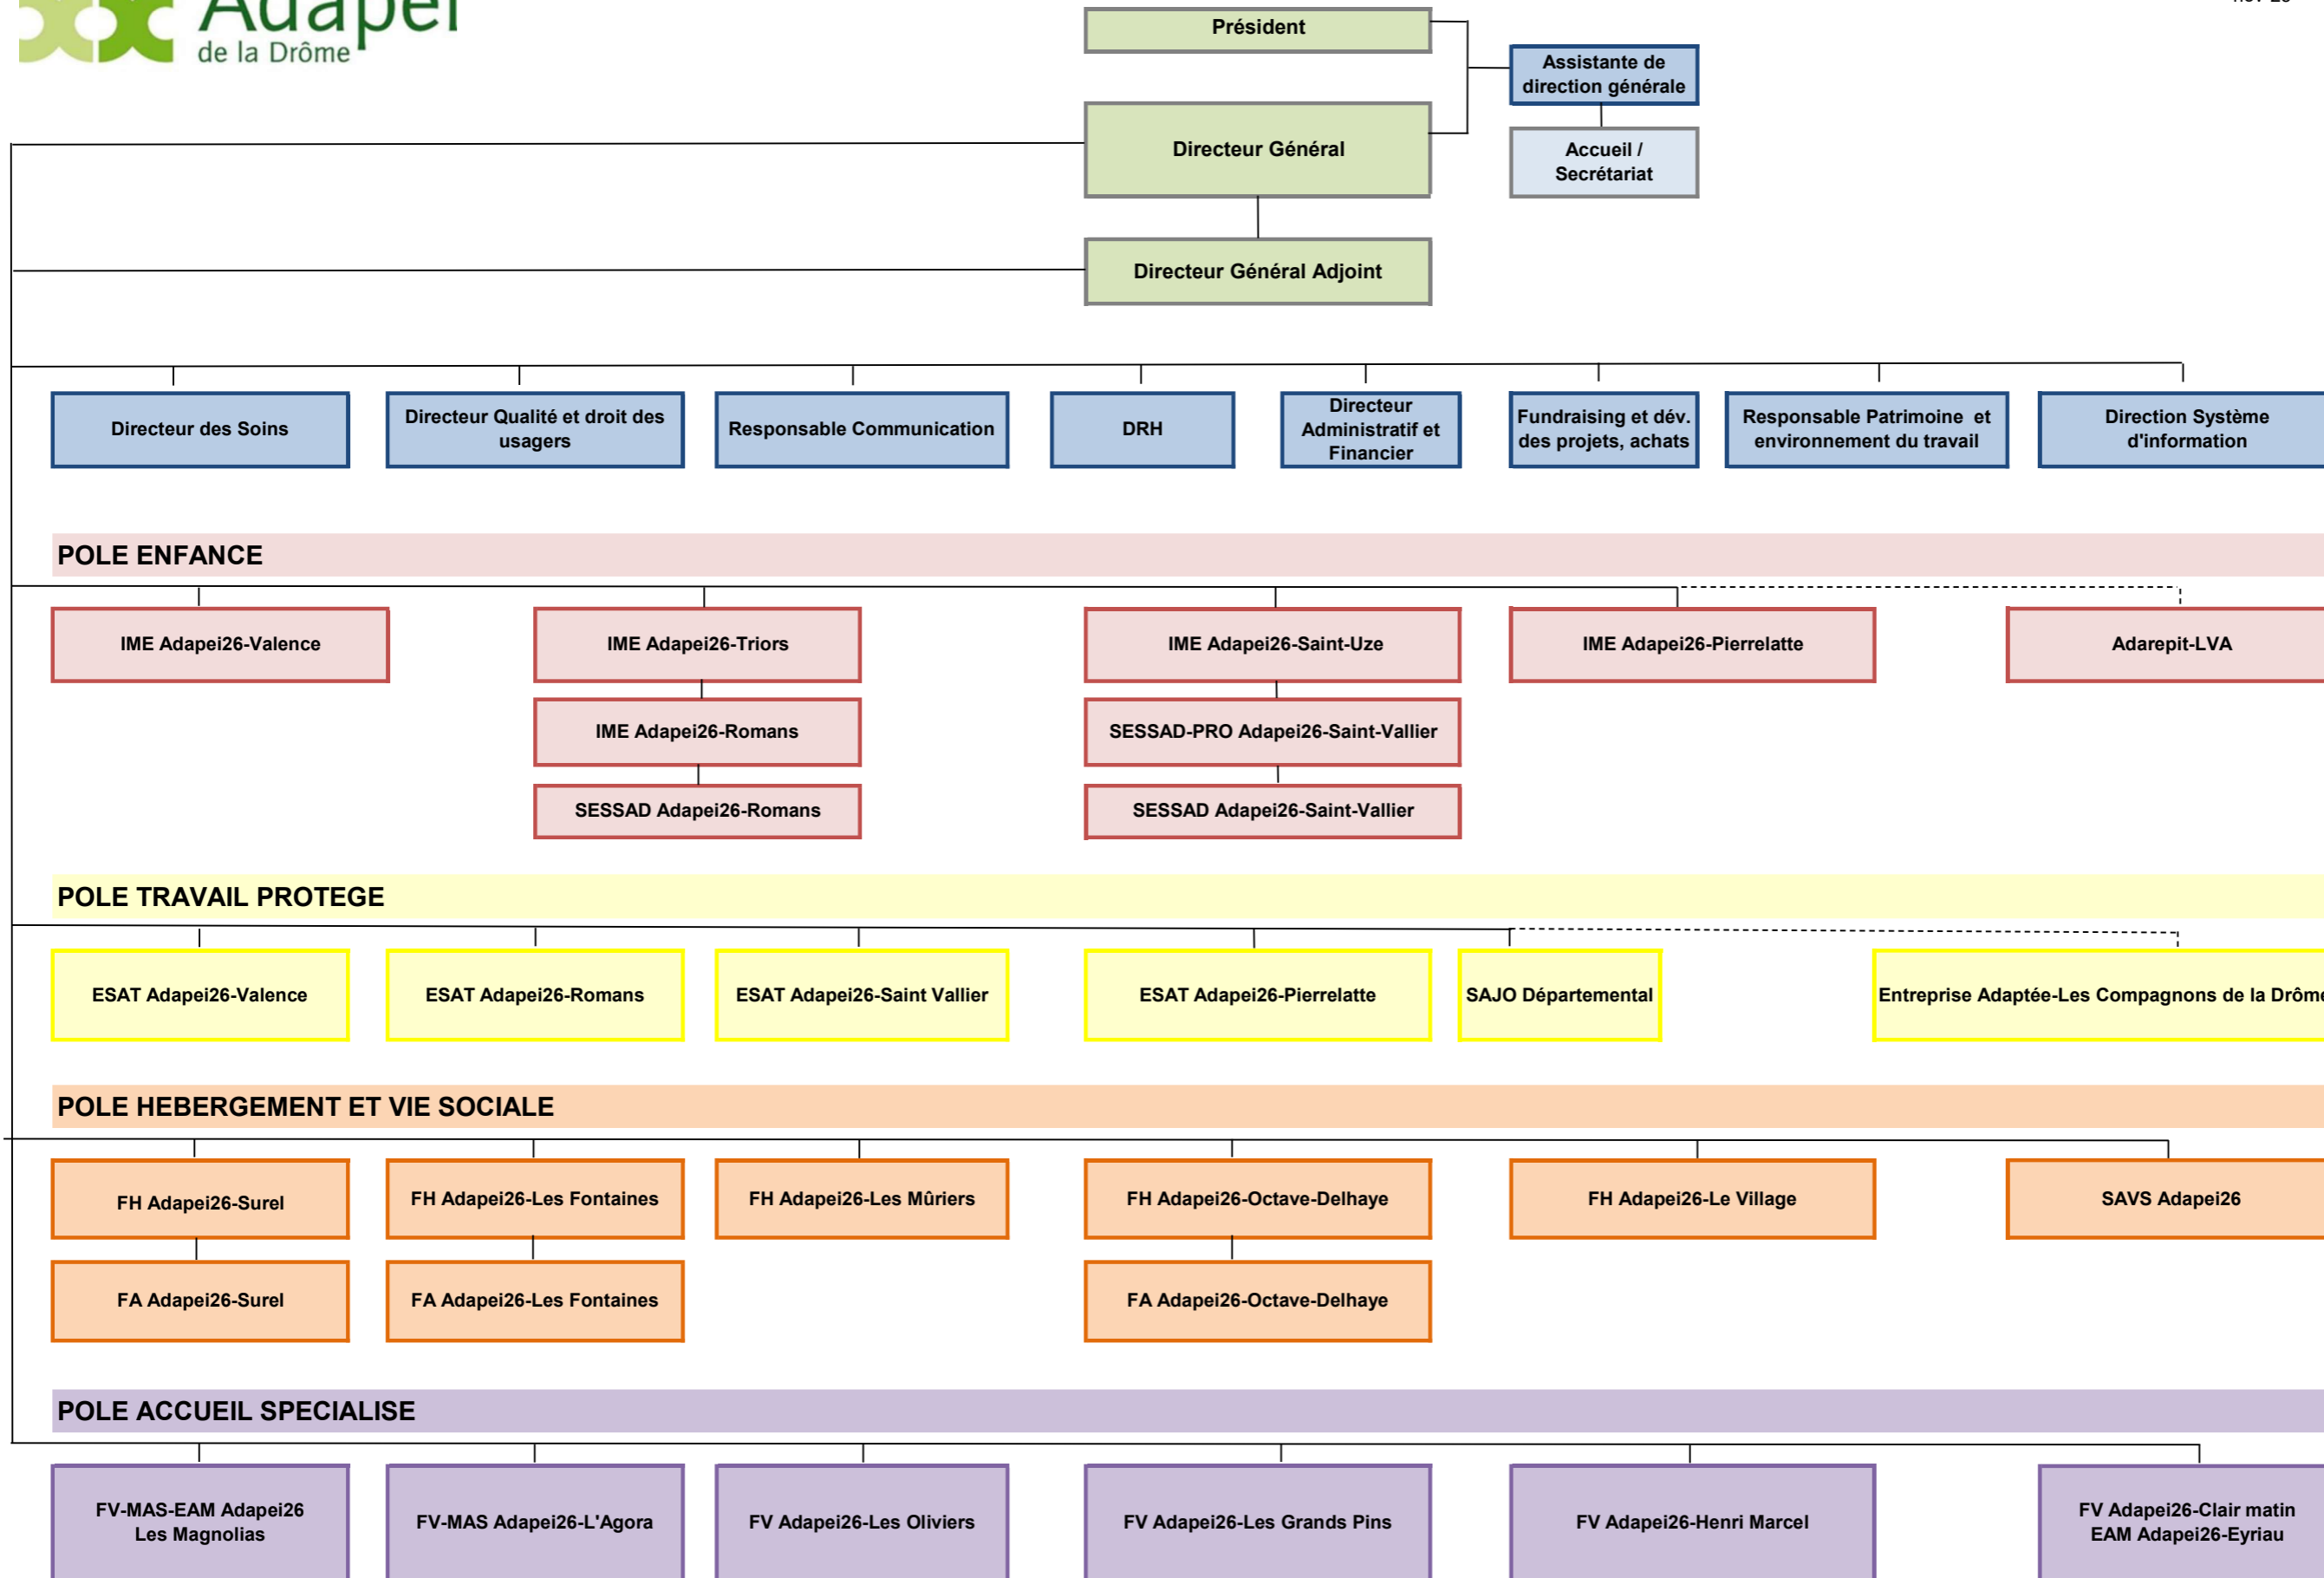 Adapei
de la Drôme
Président
Assistante de
direction générale
Directeur Général
Accueil /
Secrétariat
Directeur Général Adjoint
Directeur des Soins
Directeur Qualité et droit des
usagers
Responsable Communication
DRH
Directeur
Administratif et
Financier
Fundraising et dév.
des projets, achats
Responsable Patrimoine et
environnement du travail
Direction Système
d'information
POLE ENFANCE
IME Adapei26-Valence
IME Adapei26-Triors
IME Adapei26-Saint-Uze
IME Adapei26-Pierrelatte
Adarepit-LVA
IME Adapei26-Romans
SESSAD-PRO Adapei26-Saint-Vallier
SESSAD Adapei26-Romans
SESSAD Adapei26-Saint-Vallier
POLE TRAVAIL PROTEGE
ESAT Adapei26-Valence
ESAT Adapei26-Romans
ESAT Adapei26-Saint Vallier
ESAT Adapei26-Pierrelatte
SAJO Départemental
Entreprise Adaptée-Les Compagnons de la Drôme
POLE HEBERGEMENT ET VIE SOCIALE
FH Adapei26-Surel
FH Adapei26-Les Fontaines
FH Adapei26-Les Mûriers
FH Adapei26-Octave-Delhaye
FH Adapei26-Le Village
SAVS Adapei26
FA Adapei26-Surel
FA Adapei26-Les Fontaines
FA Adapei26-Octave-Delhaye
POLE ACCUEIL SPECIALISE
FV-MAS-EAM Adapei26
Les Magnolias
FV-MAS Adapei26-L'Agora
FV Adapei26-Les Oliviers
FV Adapei26-Les Grands Pins
FV Adapei26-Henri Marcel
FV Adapei26-Clair matin
EAM Adapei26-Eyriau